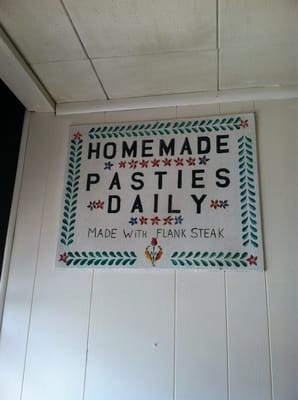 HOMEMADE
PASTIES
DAILY
MADE WITH FLANK STEAK